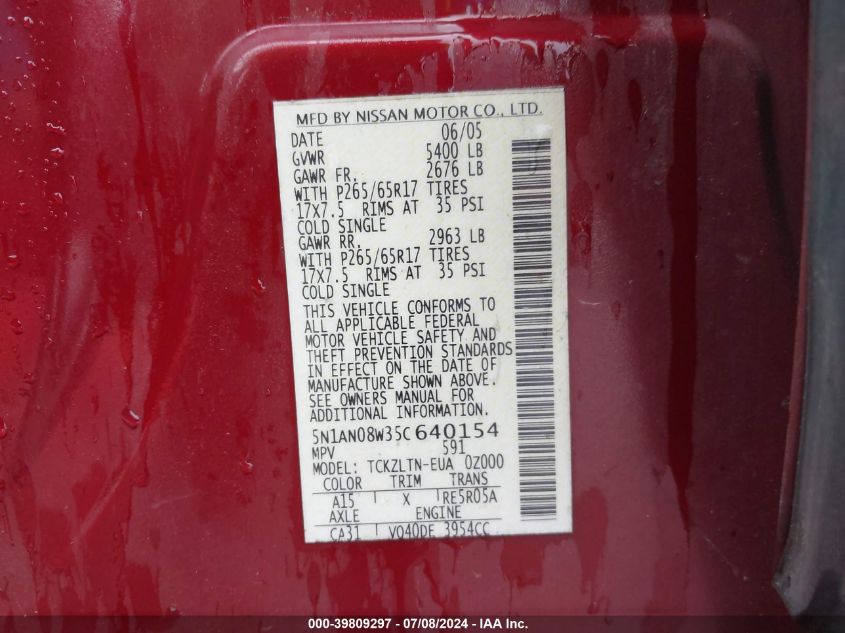 MFD BY NISSAN MOTOR CO., LTD.
DATE 06/05
GVWR 5400 LB
GAWR FR. 2676 LB
WITH P265/65R17 TIRES
17X7.5 RIMS AT 35 PSI
COLD SINGLE
GAWR RR. 2963 LB
WITH P265/65R17 TIRES
17X7.5 RIMS AT 35 PSI
COLD SINGLE
THIS VEHICLE CONFORMS TO
ALL APPLICABLE FEDERAL
MOTOR VEHICLE SAFETY AND
THEFT PREVENTION STANDARDS
IN EFFECT ON THE DATE OF
MANUFACTURE SHOWN ABOVE.
SEE OWNERS MANUAL FOR
ADDITIONAL INFORMATION.
5N1AN08W35C640154
MPV 591
MODEL: TCKZLTN-EUA 0Z000
COLOR TRIM TRANS
A15 X RE5R05A
AXLE ENGINE
CA31 VQ40DE 3954CC
000-39809297 - 07/08/2024 - IAA Inc.